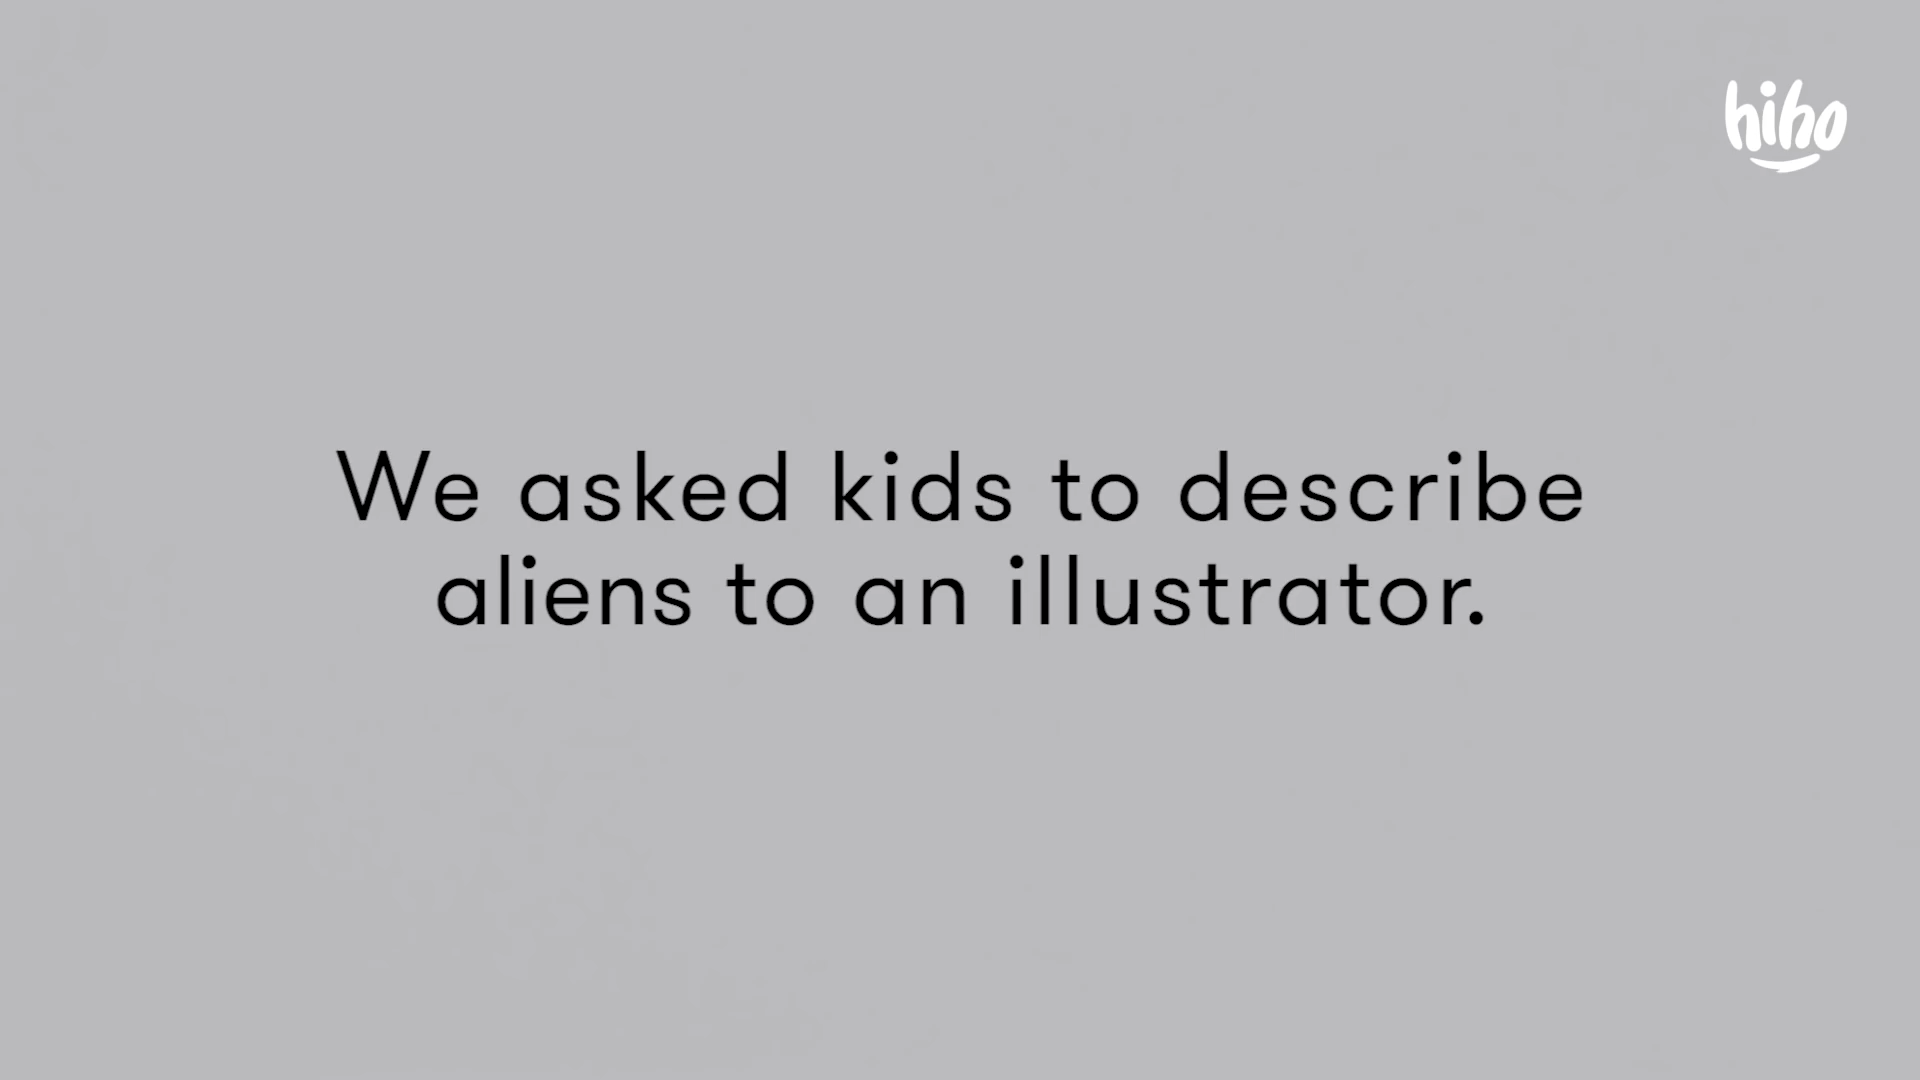 hiho
We asked kids to describe
aliens to an illustrator.